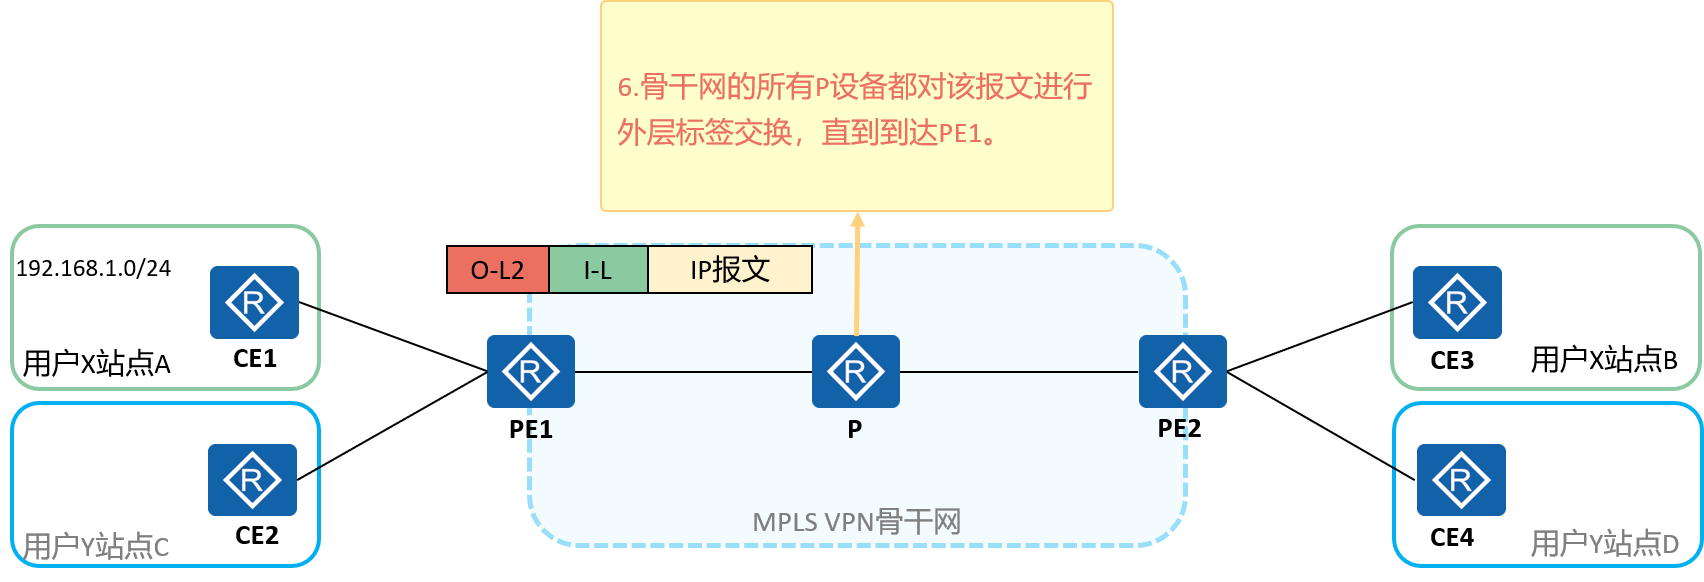 6.骨干网的所有P设备都对该报文进行
外层标签交换，直到到达PE1。
O-L2 I-L IP报文
192.168.1.0/24
R
CE1
用户X站点A
R
CE2
用户Y站点C
R
PE1
R
P
R
PE2
MPLS VPN骨干网
R
CE3
用户X站点B
R
CE4
用户Y站点D